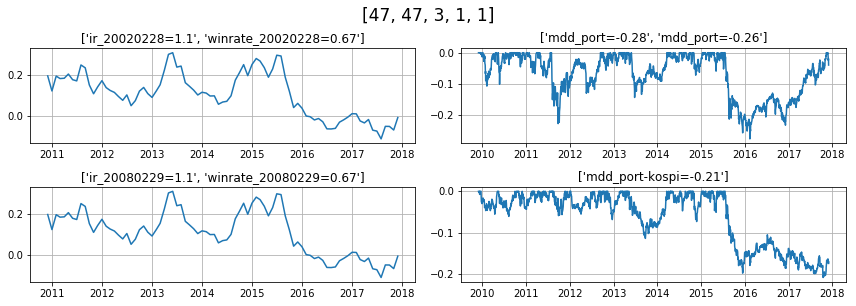 [47, 47, 3, 1, 1]
['ir_20020228=1.1', 'winrate_20020228=0.67']
0.2
0.0
2011 2012 2013 2014 2015 2016 2017 2018
['mdd_port=-0.28', 'mdd_port=-0.26']
0.0
−0.1
−0.2
2010 2011 2012 2013 2014 2015 2016 2017 2018
['ir_20080229=1.1', 'winrate_20080229=0.67']
0.2
0.0
2011 2012 2013 2014 2015 2016 2017 2018
['mdd_port-kospi=-0.21']
0.0
−0.1
−0.2
2010 2011 2012 2013 2014 2015 2016 2017 2018